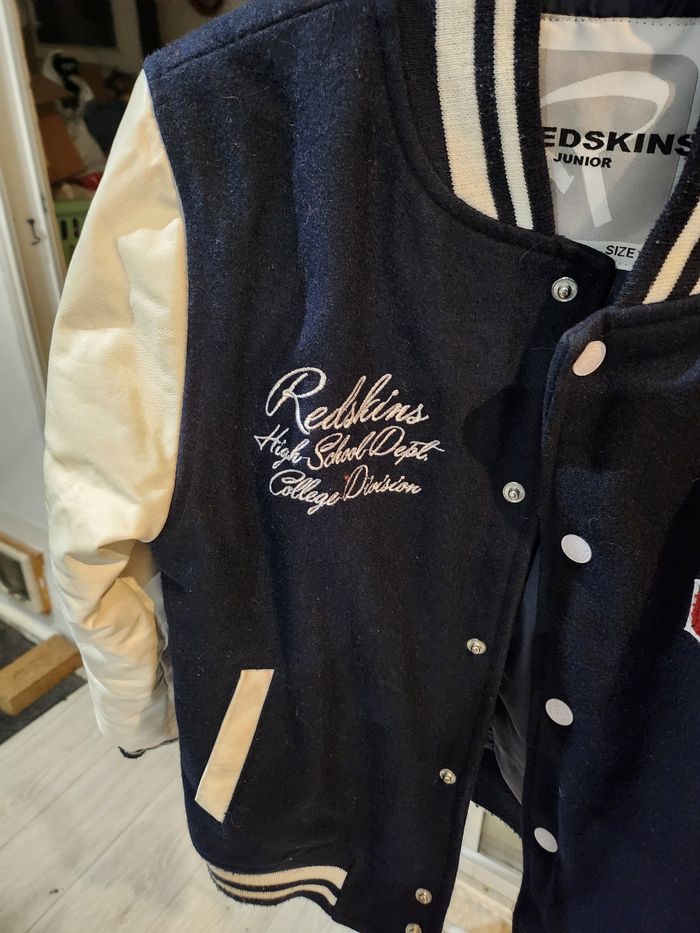 EDSKINS
JUNIOR
SIZE
Redskins
High School Dept.
College Division